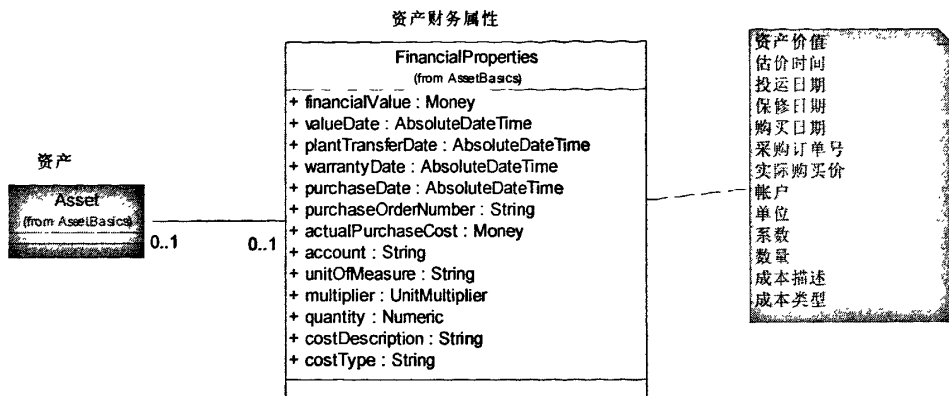 资产财务属性
FinancialProperties
(from AssetBasics)
+ financialValue : Money
+ valueDate : AbsoluteDateTime
+ plantTransferDate : AbsoluteDateTime
+ warrantyDate : AbsoluteDateTime
+ purchaseDate : AbsoluteDateTime
+ purchaseOrderNumber : String
+ actualPurchaseCost : Money
+ account : String
+ unitOfMeasure : String
+ multiplier : UnitMultiplier
+ quantity : Numeric
+ costDescription : String
+ costType : String
资产
Asset
(from AssetBasics)
0..1
0..1
资产价值
估价时间
投运日期
保修日期
购买日期
采购订单号
实际购买价
帐户
单位
系数
数量
成本描述
成本类型